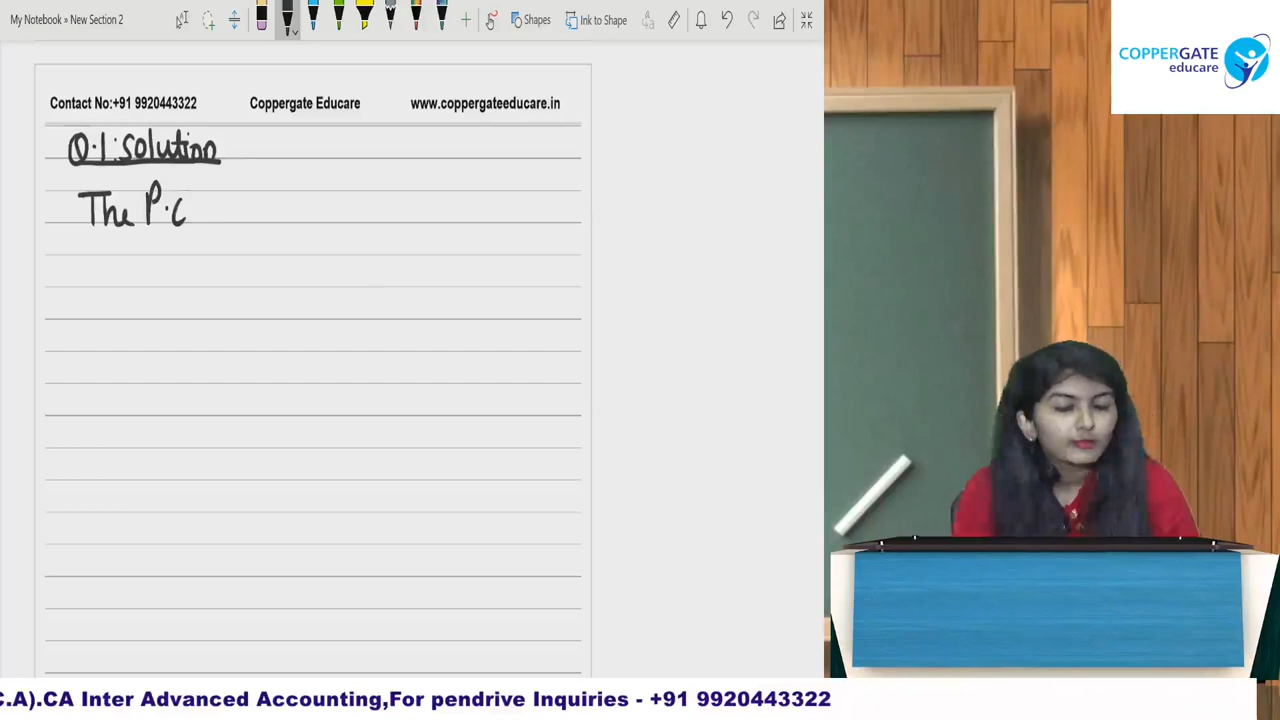 My Notebook » New Section 2
Shapes
Ink to Shape
COPPERGATE
educare
Contact No:+91 9920443322 Coppergate Educare www.coppergateeducare.in
Q.1:Solution
The P.C
C.A).CA Inter Advanced Accounting,For pendrive Inquiries - +91 9920443322